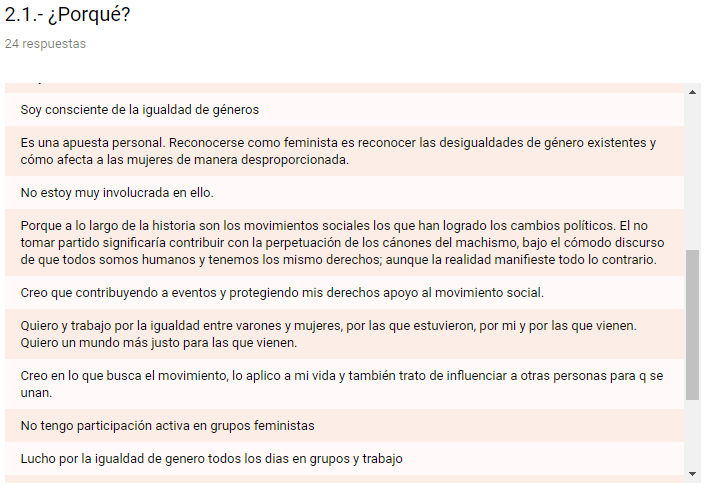 2.1.- ¿Porqué?
24 respuestas
Soy consciente de la igualdad de géneros
Es una apuesta personal. Reconocerse como feminista es reconocer las desigualdades de género existentes y
cómo afecta a las mujeres de manera desproporcionada.
No estoy muy involucrada en ello.
Porque a lo largo de la historia son los movimientos sociales los que han logrado los cambios políticos. El no
tomar partido significaría contribuir con la perpetuación de los cánones del machismo, bajo el cómodo discurso
de que todos somos humanos y tenemos los mismo derechos; aunque la realidad manifieste todo lo contrario.
Creo que contribuyendo a eventos y protegiendo mis derechos apoyo al movimiento social.
Quiero y trabajo por la igualdad entre varones y mujeres, por las que estuvieron, por mi y por las que vienen.
Quiero un mundo más justo para las que vienen.
Creo en lo que busca el movimiento, lo aplico a mi vida y también trato de influenciar a otras personas para q se
unan.
No tengo participación activa en grupos feministas
Lucho por la igualdad de genero todos los dias en grupos y trabajo